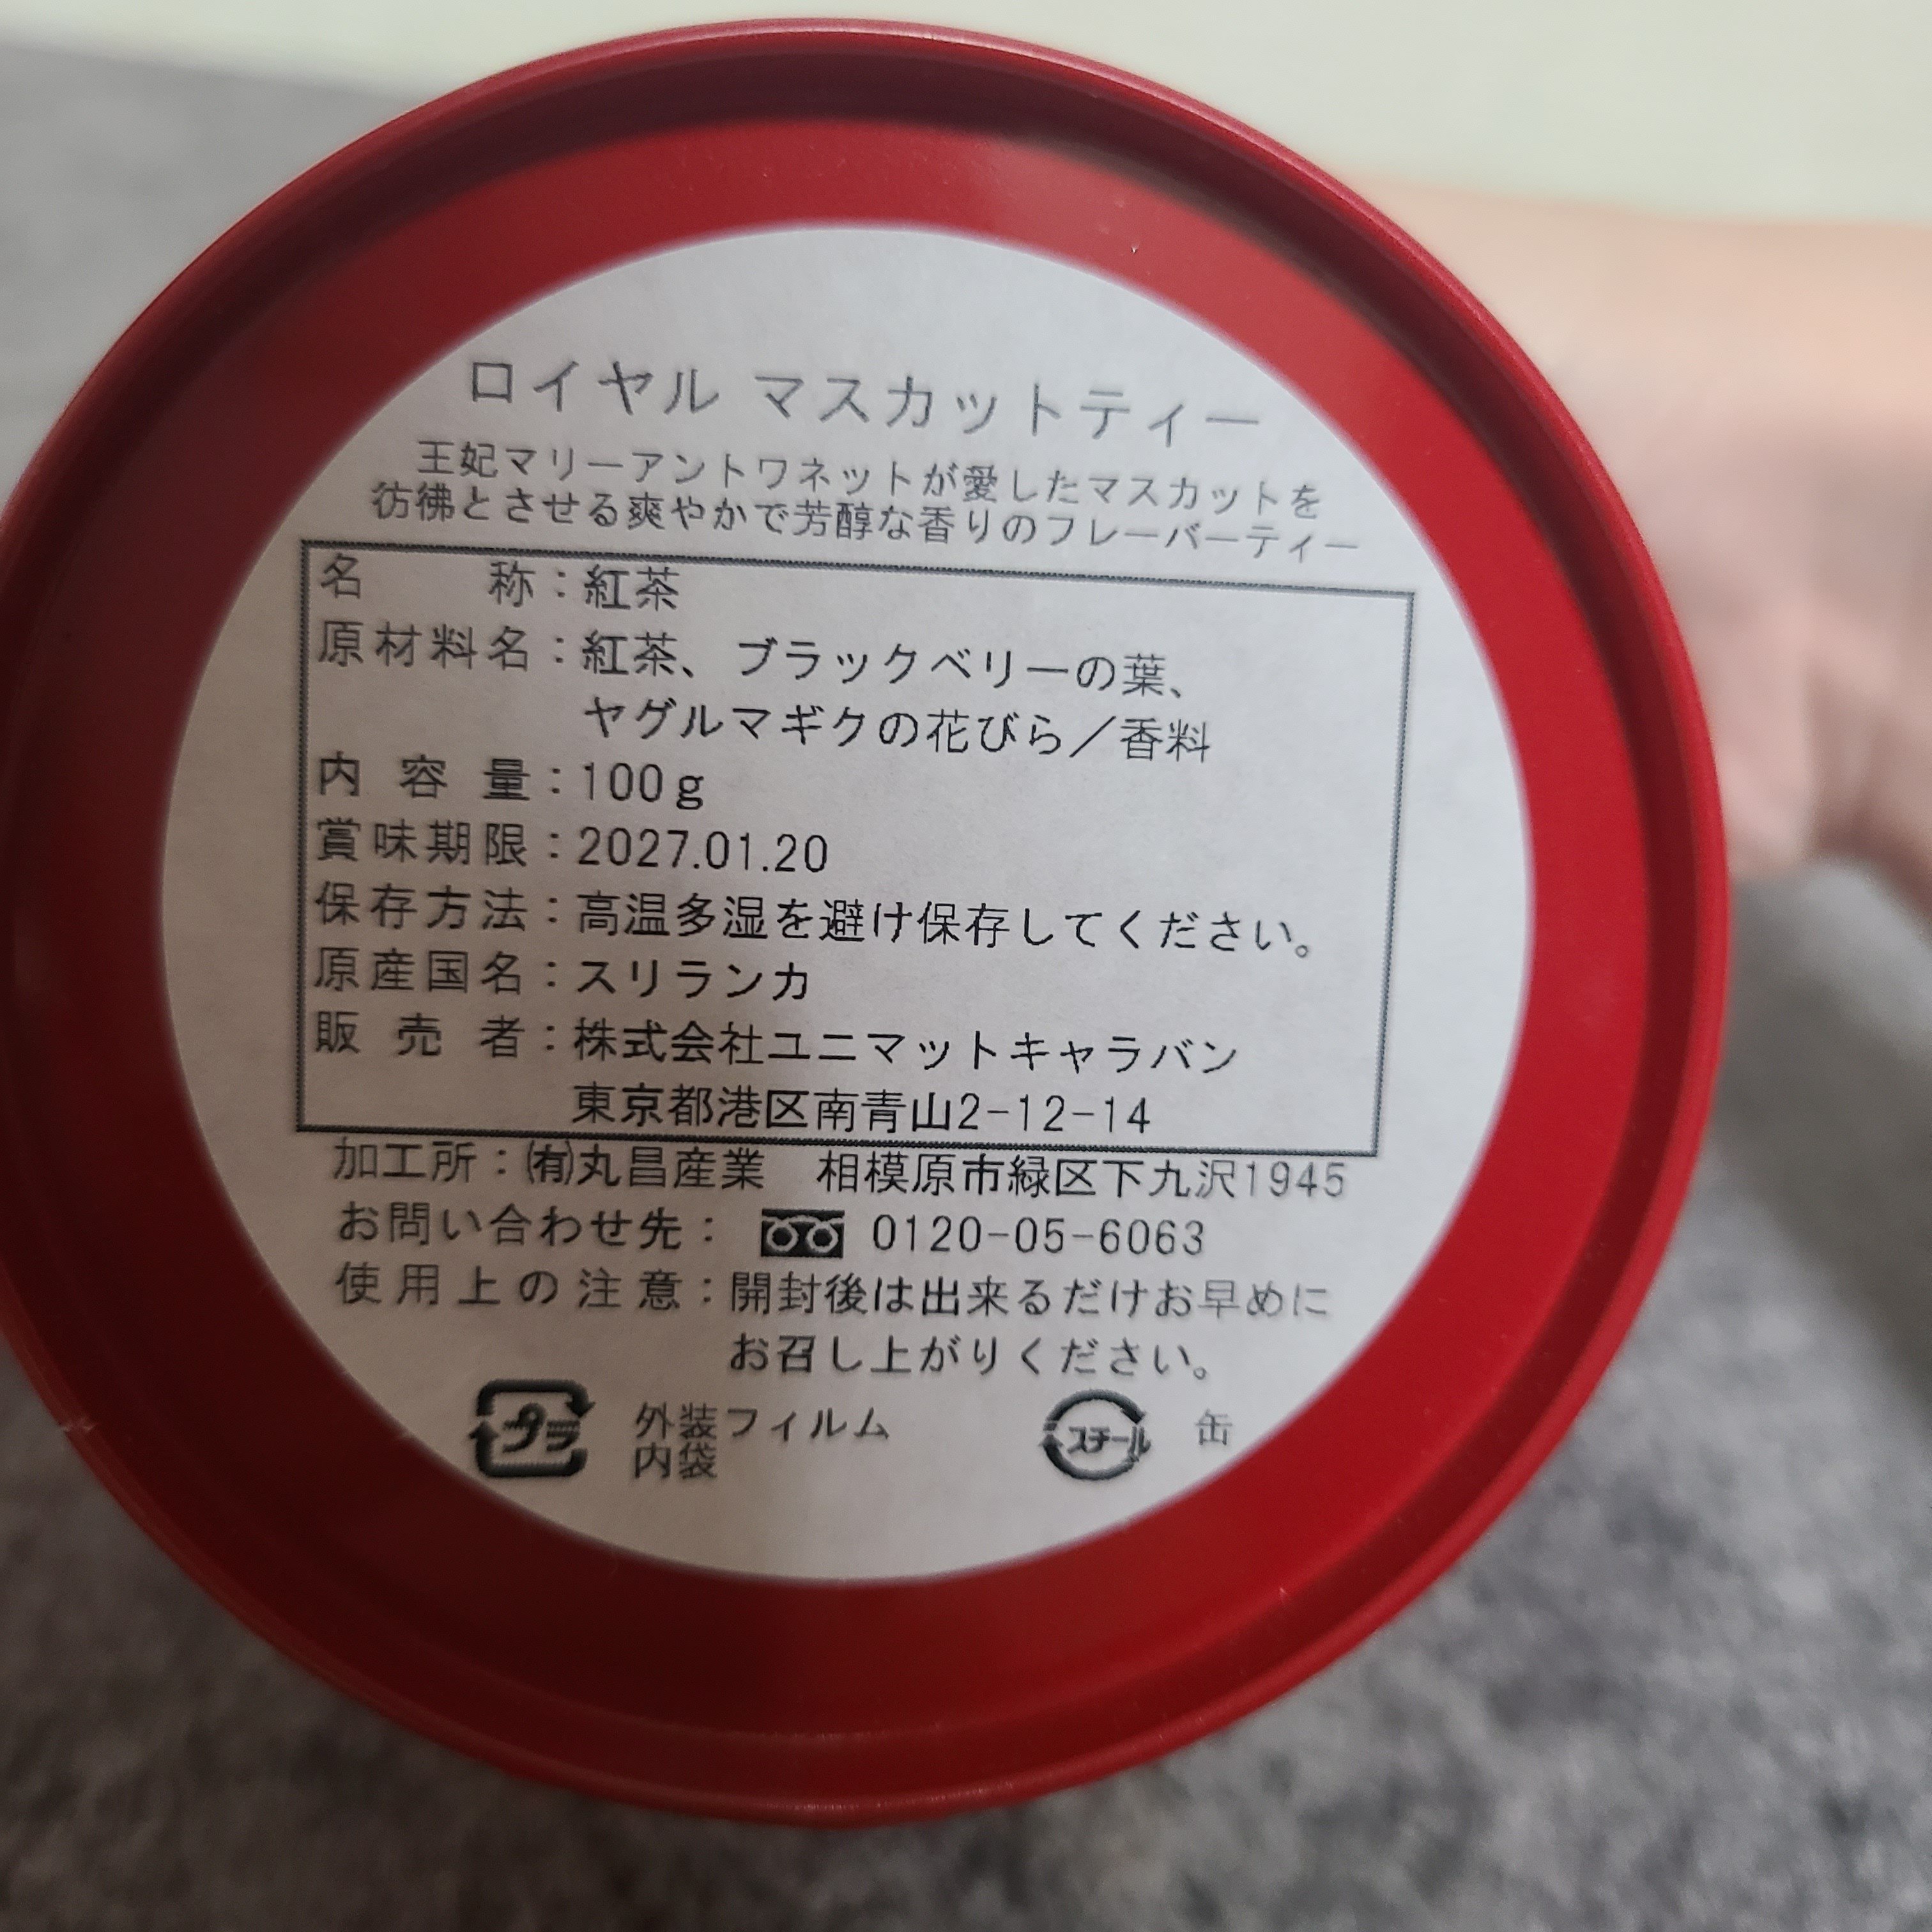 ロイヤル マスカットティー
王妃マリーアントワネットが愛したマスカットを
彷彿とさせる爽やかで芳醇な香りのフレーバーティー
名称：紅茶
原材料名：紅茶、ブラックベリーの葉、
ヤグルマギクの花びら／香料
内容量：100g
賞味期限：2027.01.20
保存方法：高温多湿を避け保存してください。
原産国名：スリランカ
販売者：株式会社ユニマットキャラバン
東京都港区南青山2-12-14
加工所：㈲丸昌産業　相模原市緑区下九沢1945
お問い合わせ先： 0120-05-6063
使用上の注意：開封後は出来るだけお早めに
お召し上がりください。
プラ 外装フィルム スチール 缶
内袋